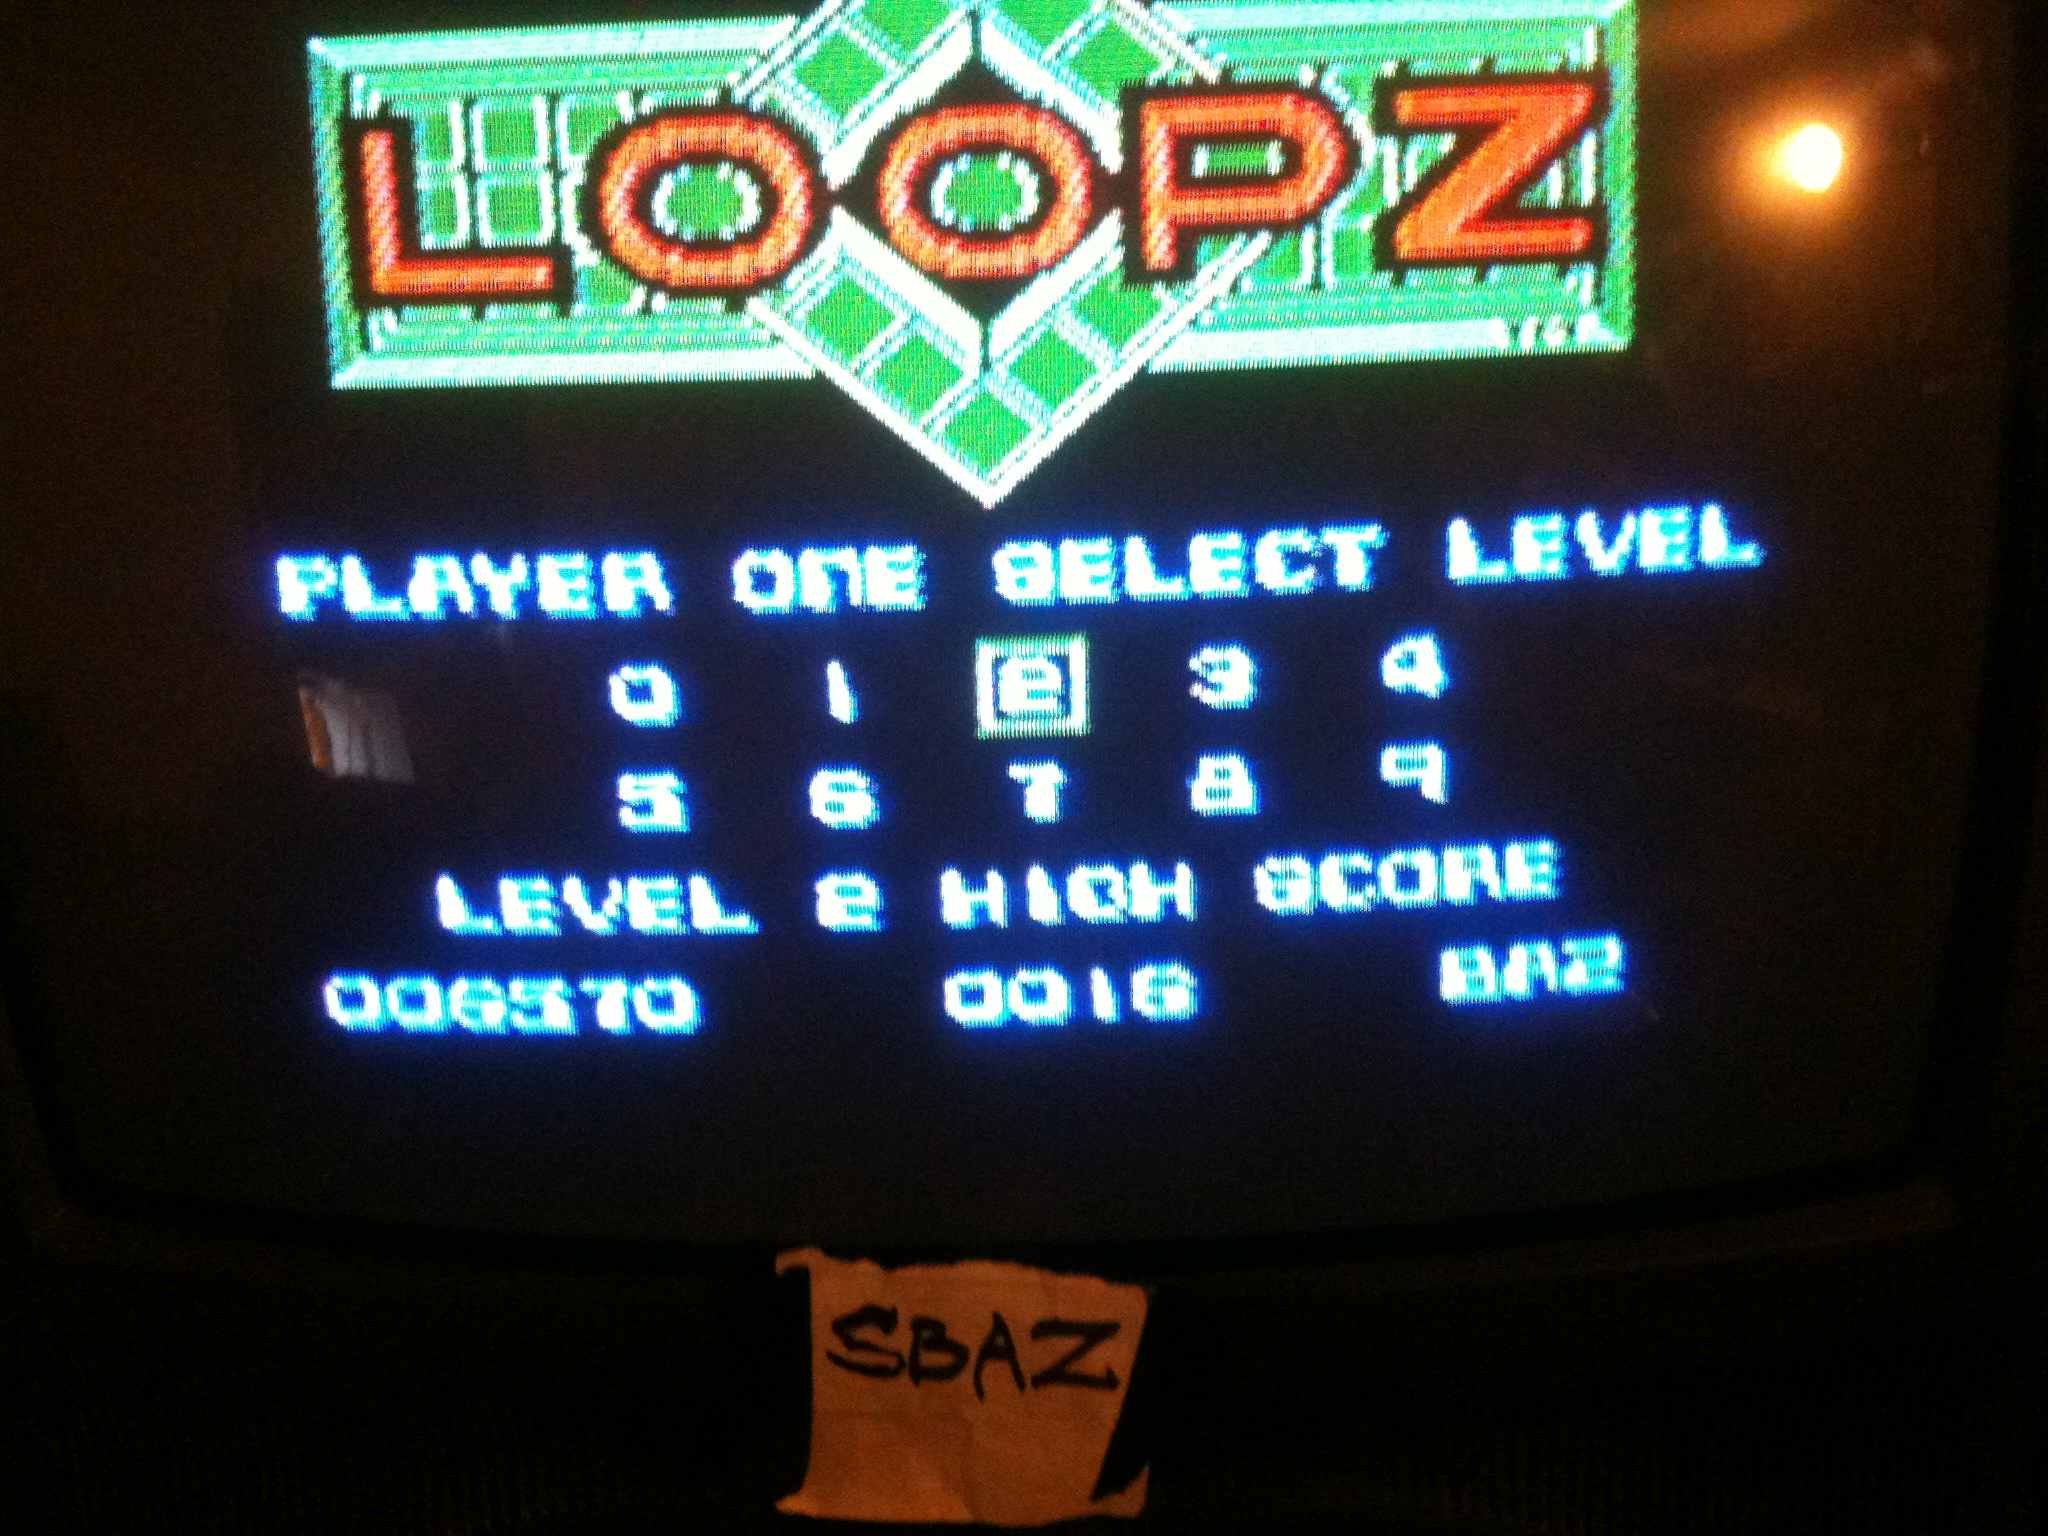 LOOPZ
PLAYER ONE SELECT LEVEL
0 1 2 3 4
5 6 7 8 9
LEVEL 2 HIGH SCORE
006570 0016 BAZ
SBAZ